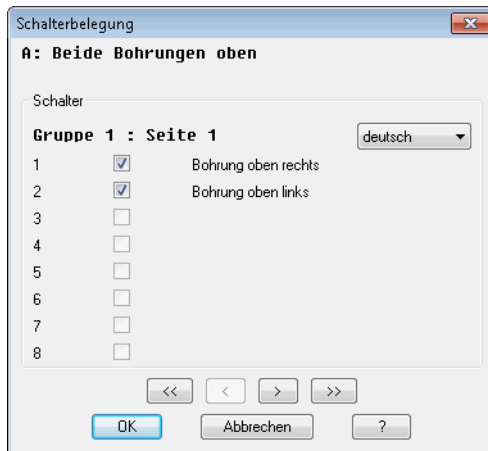 Schalterbelegung
A: Beide Bohrungen oben
Schalter
Gruppe 1 : Seite 1 deutsch
1 Bohrung oben rechts
2 Bohrung oben links
3
4
5
6
7
8
<< < > >>
OK Abbrechen ?